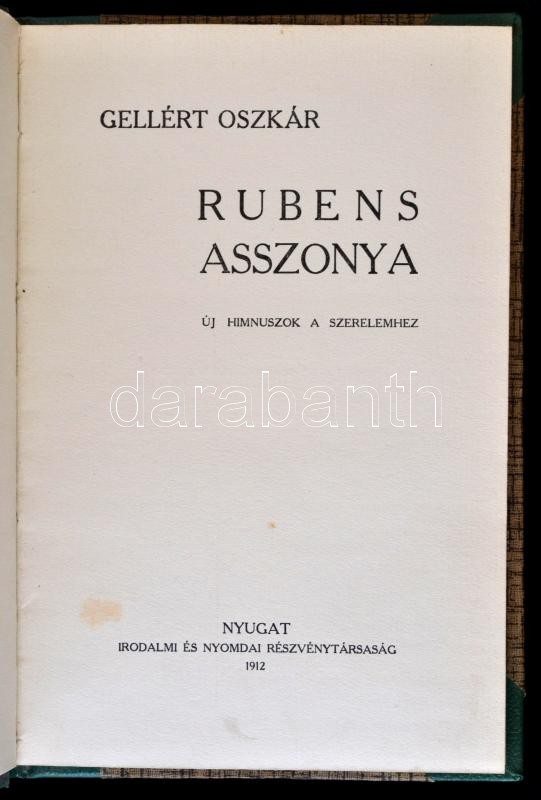 GELLÉRT OSZKÁR
RUBENS
ASSZONYA
ÚJ HIMNUSZOK A SZERELEMHEZ
darabanth
NYUGAT
IRODALMI ÉS NYOMDAI RÉSZVÉNYTÁRSASÁG
1912